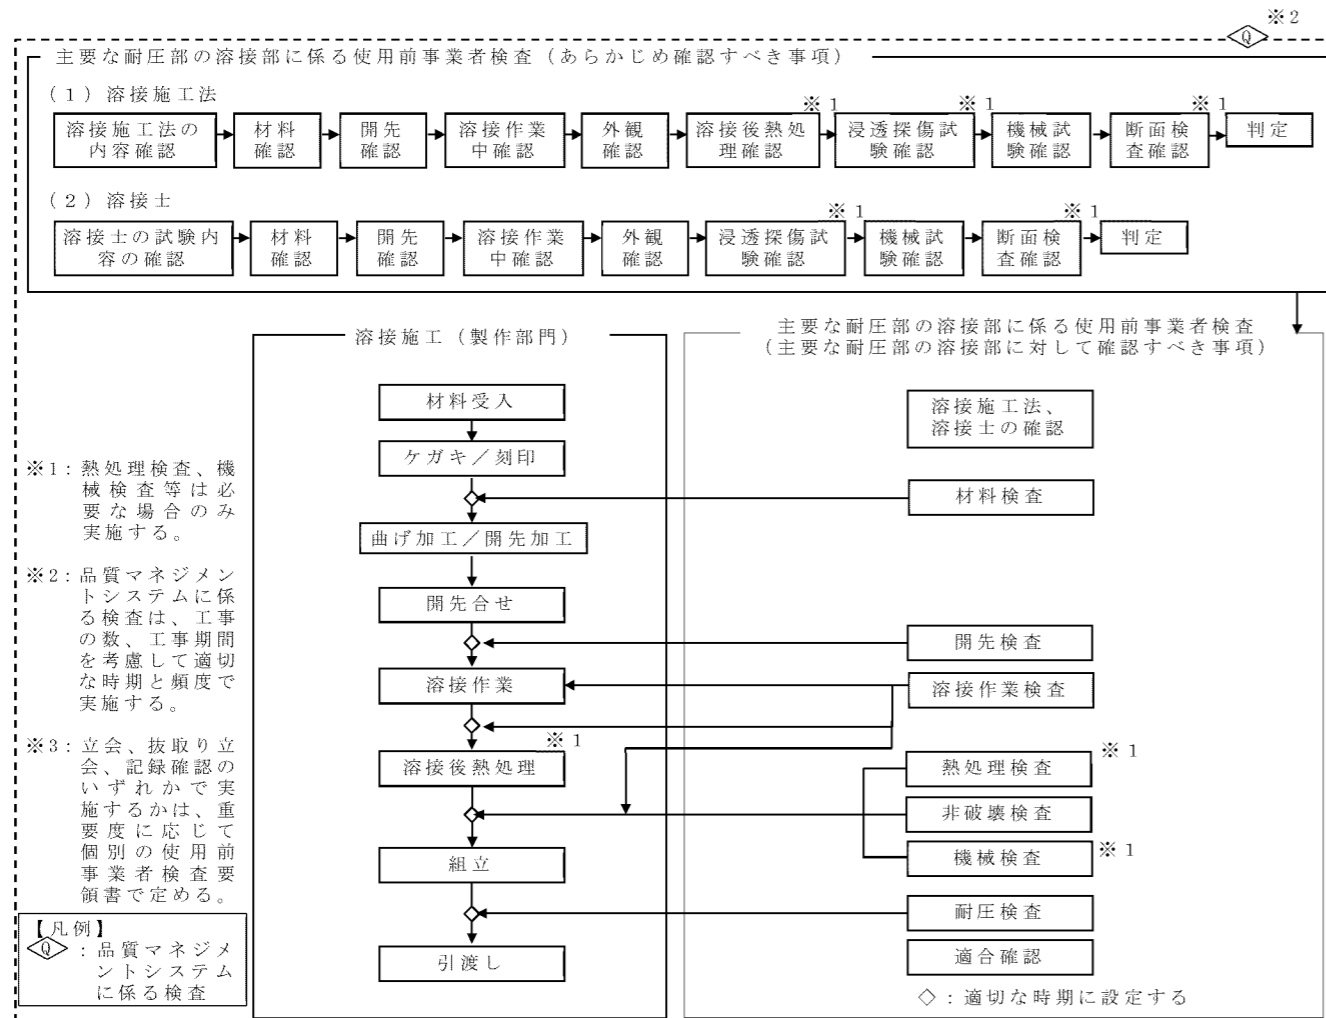 ※2
Q
主要な耐圧部の溶接部に係る使用前事業者検査（あらかじめ確認すべき事項）
（1）溶接施工法
※1
※1
※1
溶接施工法の
内容確認
材料
確認
開先
確認
溶接作業
中確認
外観
確認
溶接後熱処
理確認
浸透探傷試
験確認
機械試
験確認
断面検
査確認
判定
（2）溶接士
※1
※1
溶接士の試験内
容の確認
材料
確認
開先
確認
溶接作業
中確認
外観
確認
浸透探傷試
験確認
機械試
験確認
断面検
査確認
判定
溶接施工（製作部門）
材料受入
ケガキ／刻印
曲げ加工／開先加工
開先合せ
溶接作業
※1
溶接後熱処理
組立
引渡し
主要な耐圧部の溶接部に係る使用前事業者検査
（主要な耐圧部の溶接部に対して確認すべき事項）
溶接施工法、
溶接士の確認
材料検査
開先検査
溶接作業検査
熱処理検査
※1
非破壊検査
機械検査
※1
耐圧検査
適合確認
◇：適切な時期に設定する
※1：熱処理検査、機
械検査等は必
要な場合のみ
実施する。
※2：品質マネジメン
トシステムに係
る検査は、工事
の数、工事期間
を考慮して適切
な時期と頻度で
実施する。
※3：立会、抜取り立
会、記録確認の
いずれかで実
施するかは、重
要度に応じて
個別の使用前
事業者検査要
領書で定める。
【凡例】
Q：品質マネジメ
ントシステム
に係る検査